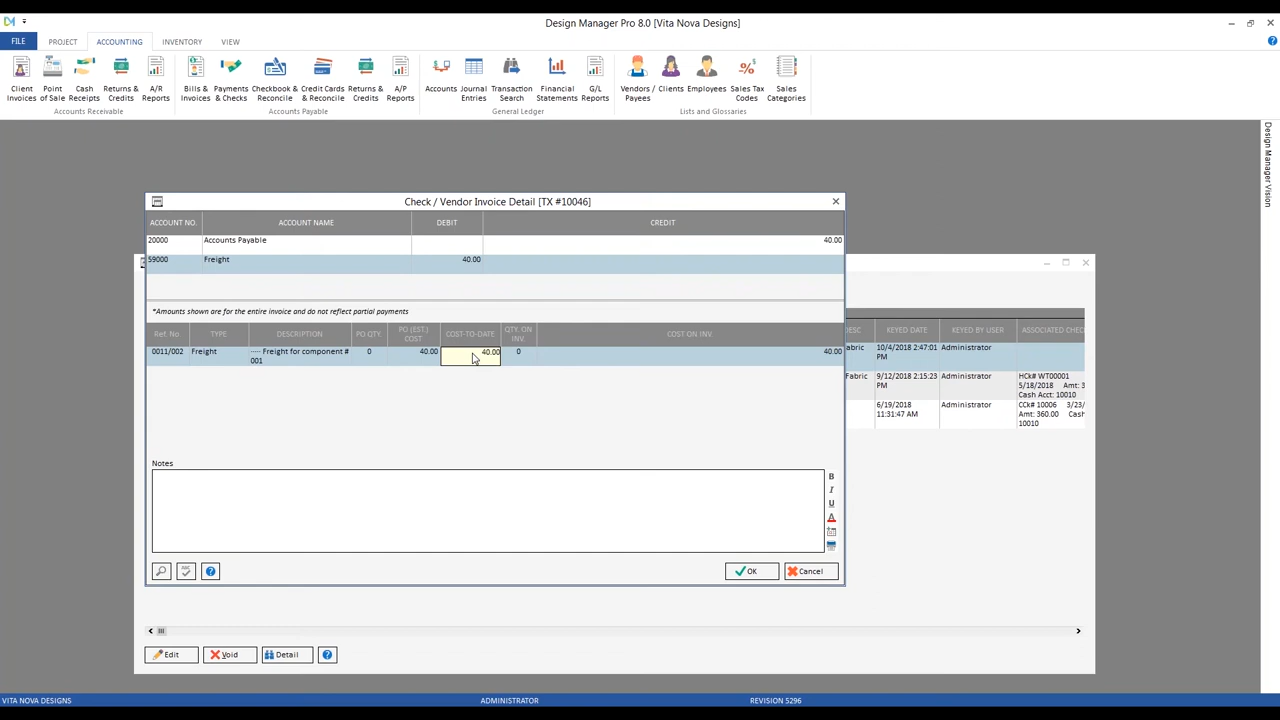 Design Manager Pro 8.0 [Vita Nova Designs]
FILE PROJECT ACCOUNTING INVENTORY VIEW
Client Invoices
Point of Sale
Cash Receipts
Returns & Credits
A/R Reports
Bills & Invoices
Payments & Checks
Checkbook & Reconcile
Credit Cards & Reconcile
Returns & Credits
A/P Reports
Accounts
Journal Entries
Transaction Search
Financial Statements
G/L Reports
Vendors / Payees
Clients
Employees
Sales Tax Codes
Sales Categories
Accounts Receivable Accounts Payable General Ledger Lists and Glossaries
Design Manager Vision
Check / Vendor Invoice Detail [TX #10046]
ACCOUNT NO. ACCOUNT NAME DEBIT CREDIT
20000 Accounts Payable 40.00
59000 Freight 40.00
*Amounts shown are for the entire invoice and do not reflect partial payments
Ref. No. TYPE DESCRIPTION PO QTY. PO (EST.) COST COST-TO-DATE QTY. ON INV. COST ON INV
0011/002 Freight ---- Freight for component # 001 0 40.00 40.00 0 40.00
Notes
B
I
U
A
ABC
OK Cancel
ESC KEYED DATE KEYED BY USER ASSOCIATED CHEC
abric 10/4/2018 2:47:01 PM Administrator
Fabric 9/12/2018 2:15:23 PM Administrator HCk# WT00001
5/18/2018 Amt: 3
Cash Acct: 10010
6/19/2018 11:31:47 AM Administrator CCk# 10006 3/23/
Amt: 360.00 Cash
10010
Edit Void Detail
VITA NOVA DESIGNS ADMINISTRATOR REVISION 5296